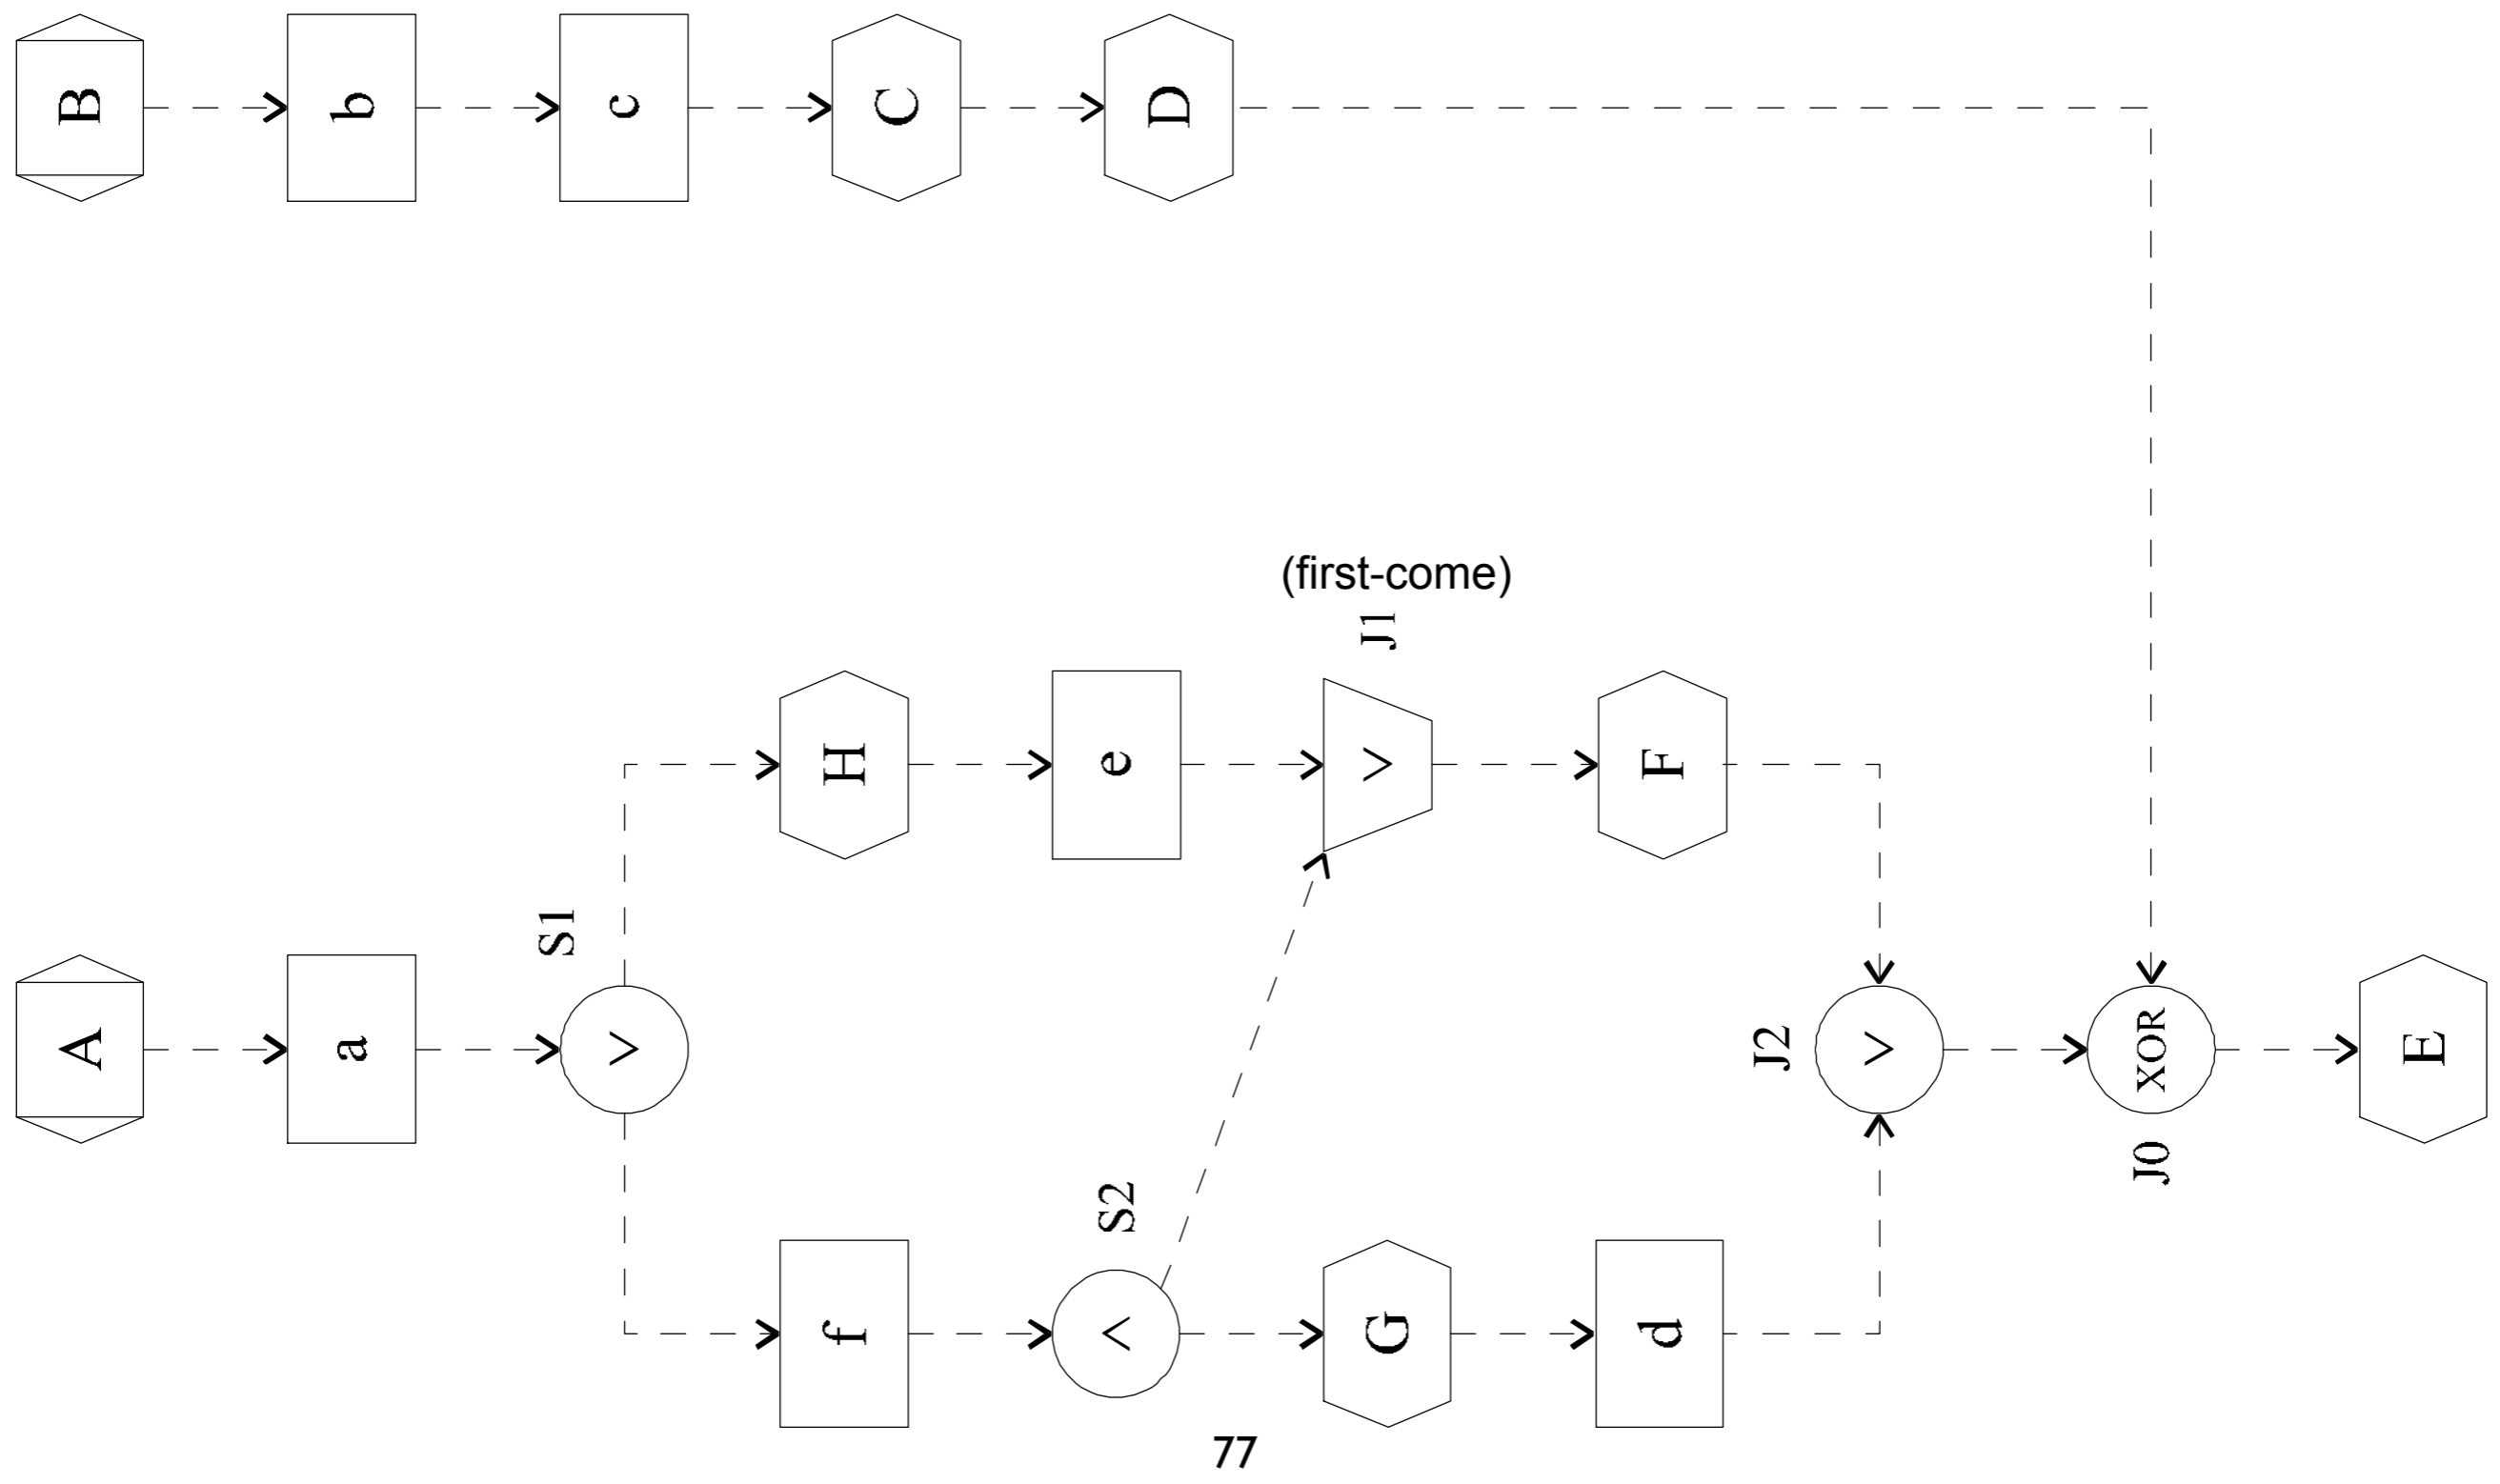 B
b
c
C
D
(first-come)
J1
H
e
∨
F
S1
A
a
∨
J2
∨
XOR
E
J0
S2
f
∧
G
d
77